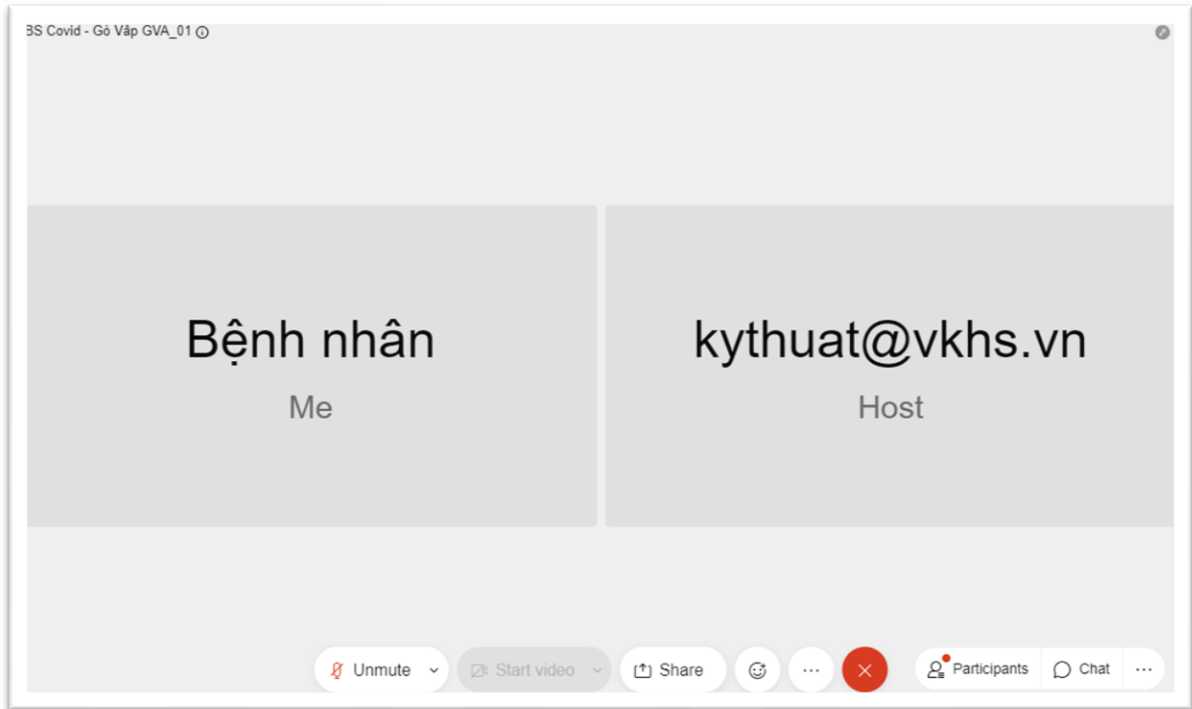 BS Covid - Gò Vấp GVA_01
Bệnh nhân
Me
kythuat@vkhs.vn
Host
Unmute
Start video
Share
Participants
Chat